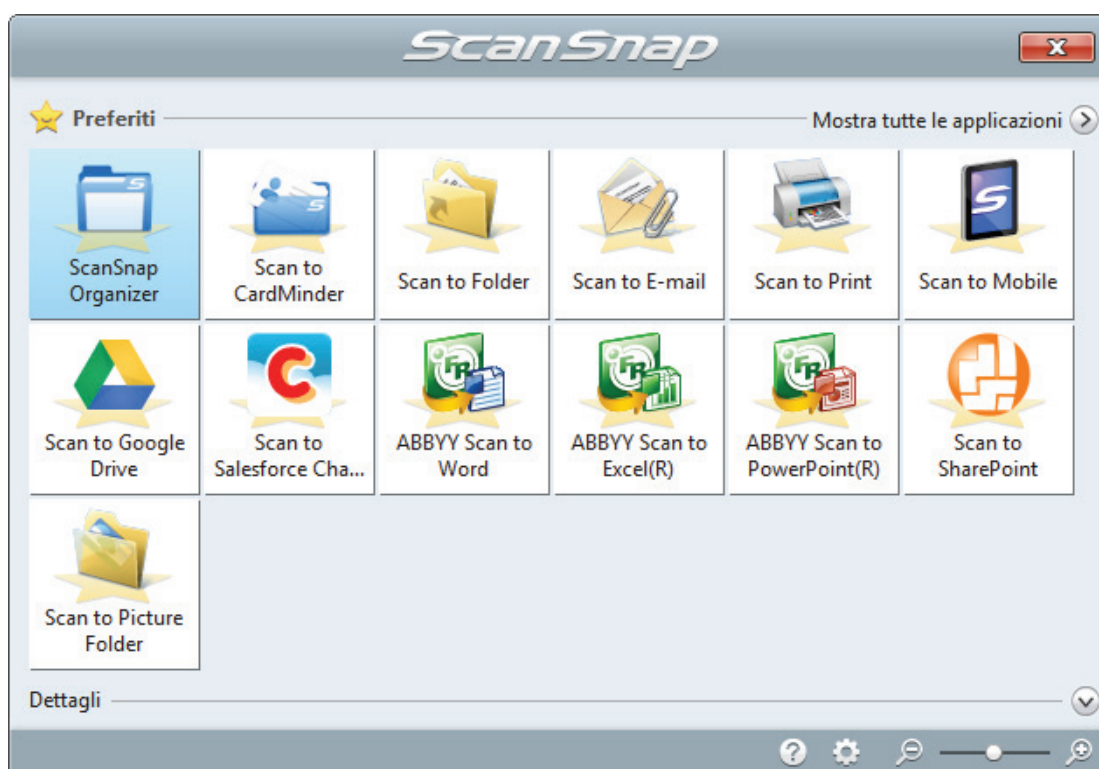 ScanSnap
Preferiti
Mostra tutte le applicazioni
ScanSnap
Organizer
Scan to
CardMinder
Scan to Folder
Scan to E-mail
Scan to Print
Scan to Mobile
Scan to Google
Drive
Scan to
Salesforce Cha...
ABBYY Scan to
Word
ABBYY Scan to
Excel(R)
ABBYY Scan to
PowerPoint(R)
Scan to
SharePoint
Scan to Picture
Folder
Dettagli